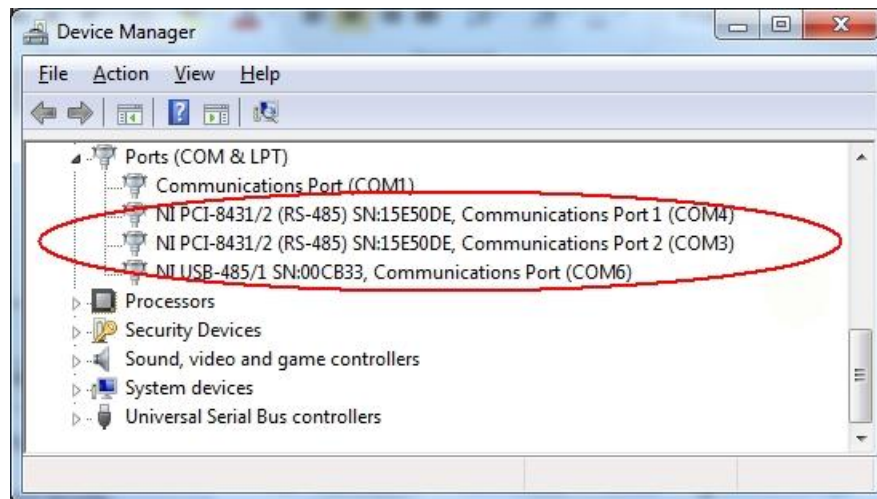 Device Manager
File Action View Help
Ports (COM & LPT)
Communications Port (COM1)
NI PCI-8431/2 (RS-485) SN:15E50DE, Communications Port 1 (COM4)
NI PCI-8431/2 (RS-485) SN:15E50DE, Communications Port 2 (COM3)
NI USB-485/1 SN:00CB33, Communications Port (COM6)
Processors
Security Devices
Sound, video and game controllers
System devices
Universal Serial Bus controllers